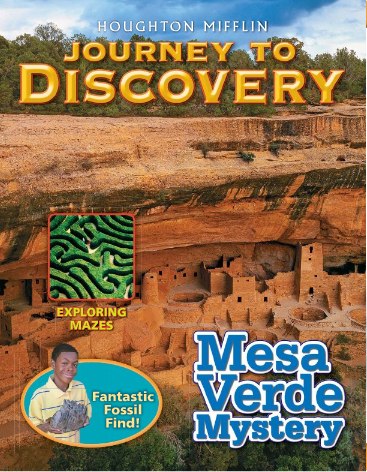 HOUGHTON MIFFLIN
JOURNEY TO
DISCOVERY
EXPLORING
MAZES
Fantastic
Fossil
Find!
Mesa
Verde
Mystery